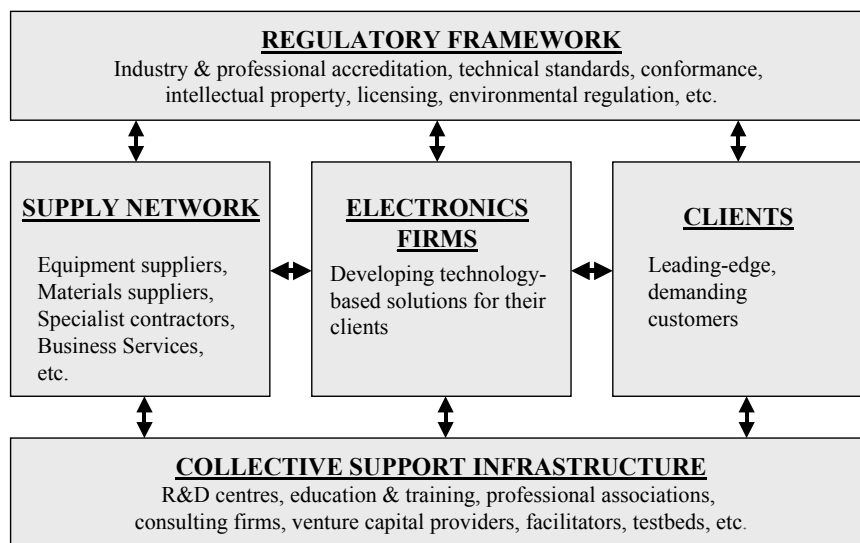 REGULATORY FRAMEWORK
Industry & professional accreditation, technical standards, conformance,
intellectual property, licensing, environmental regulation, etc.
SUPPLY NETWORK
Equipment suppliers,
Materials suppliers,
Specialist contractors,
Business Services,
etc.
ELECTRONICS
FIRMS
Developing technology-
based solutions for their
clients
CLIENTS
Leading-edge,
demanding
customers
COLLECTIVE SUPPORT INFRASTRUCTURE
R&D centres, education & training, professional associations,
consulting firms, venture capital providers, facilitators, testbeds, etc.